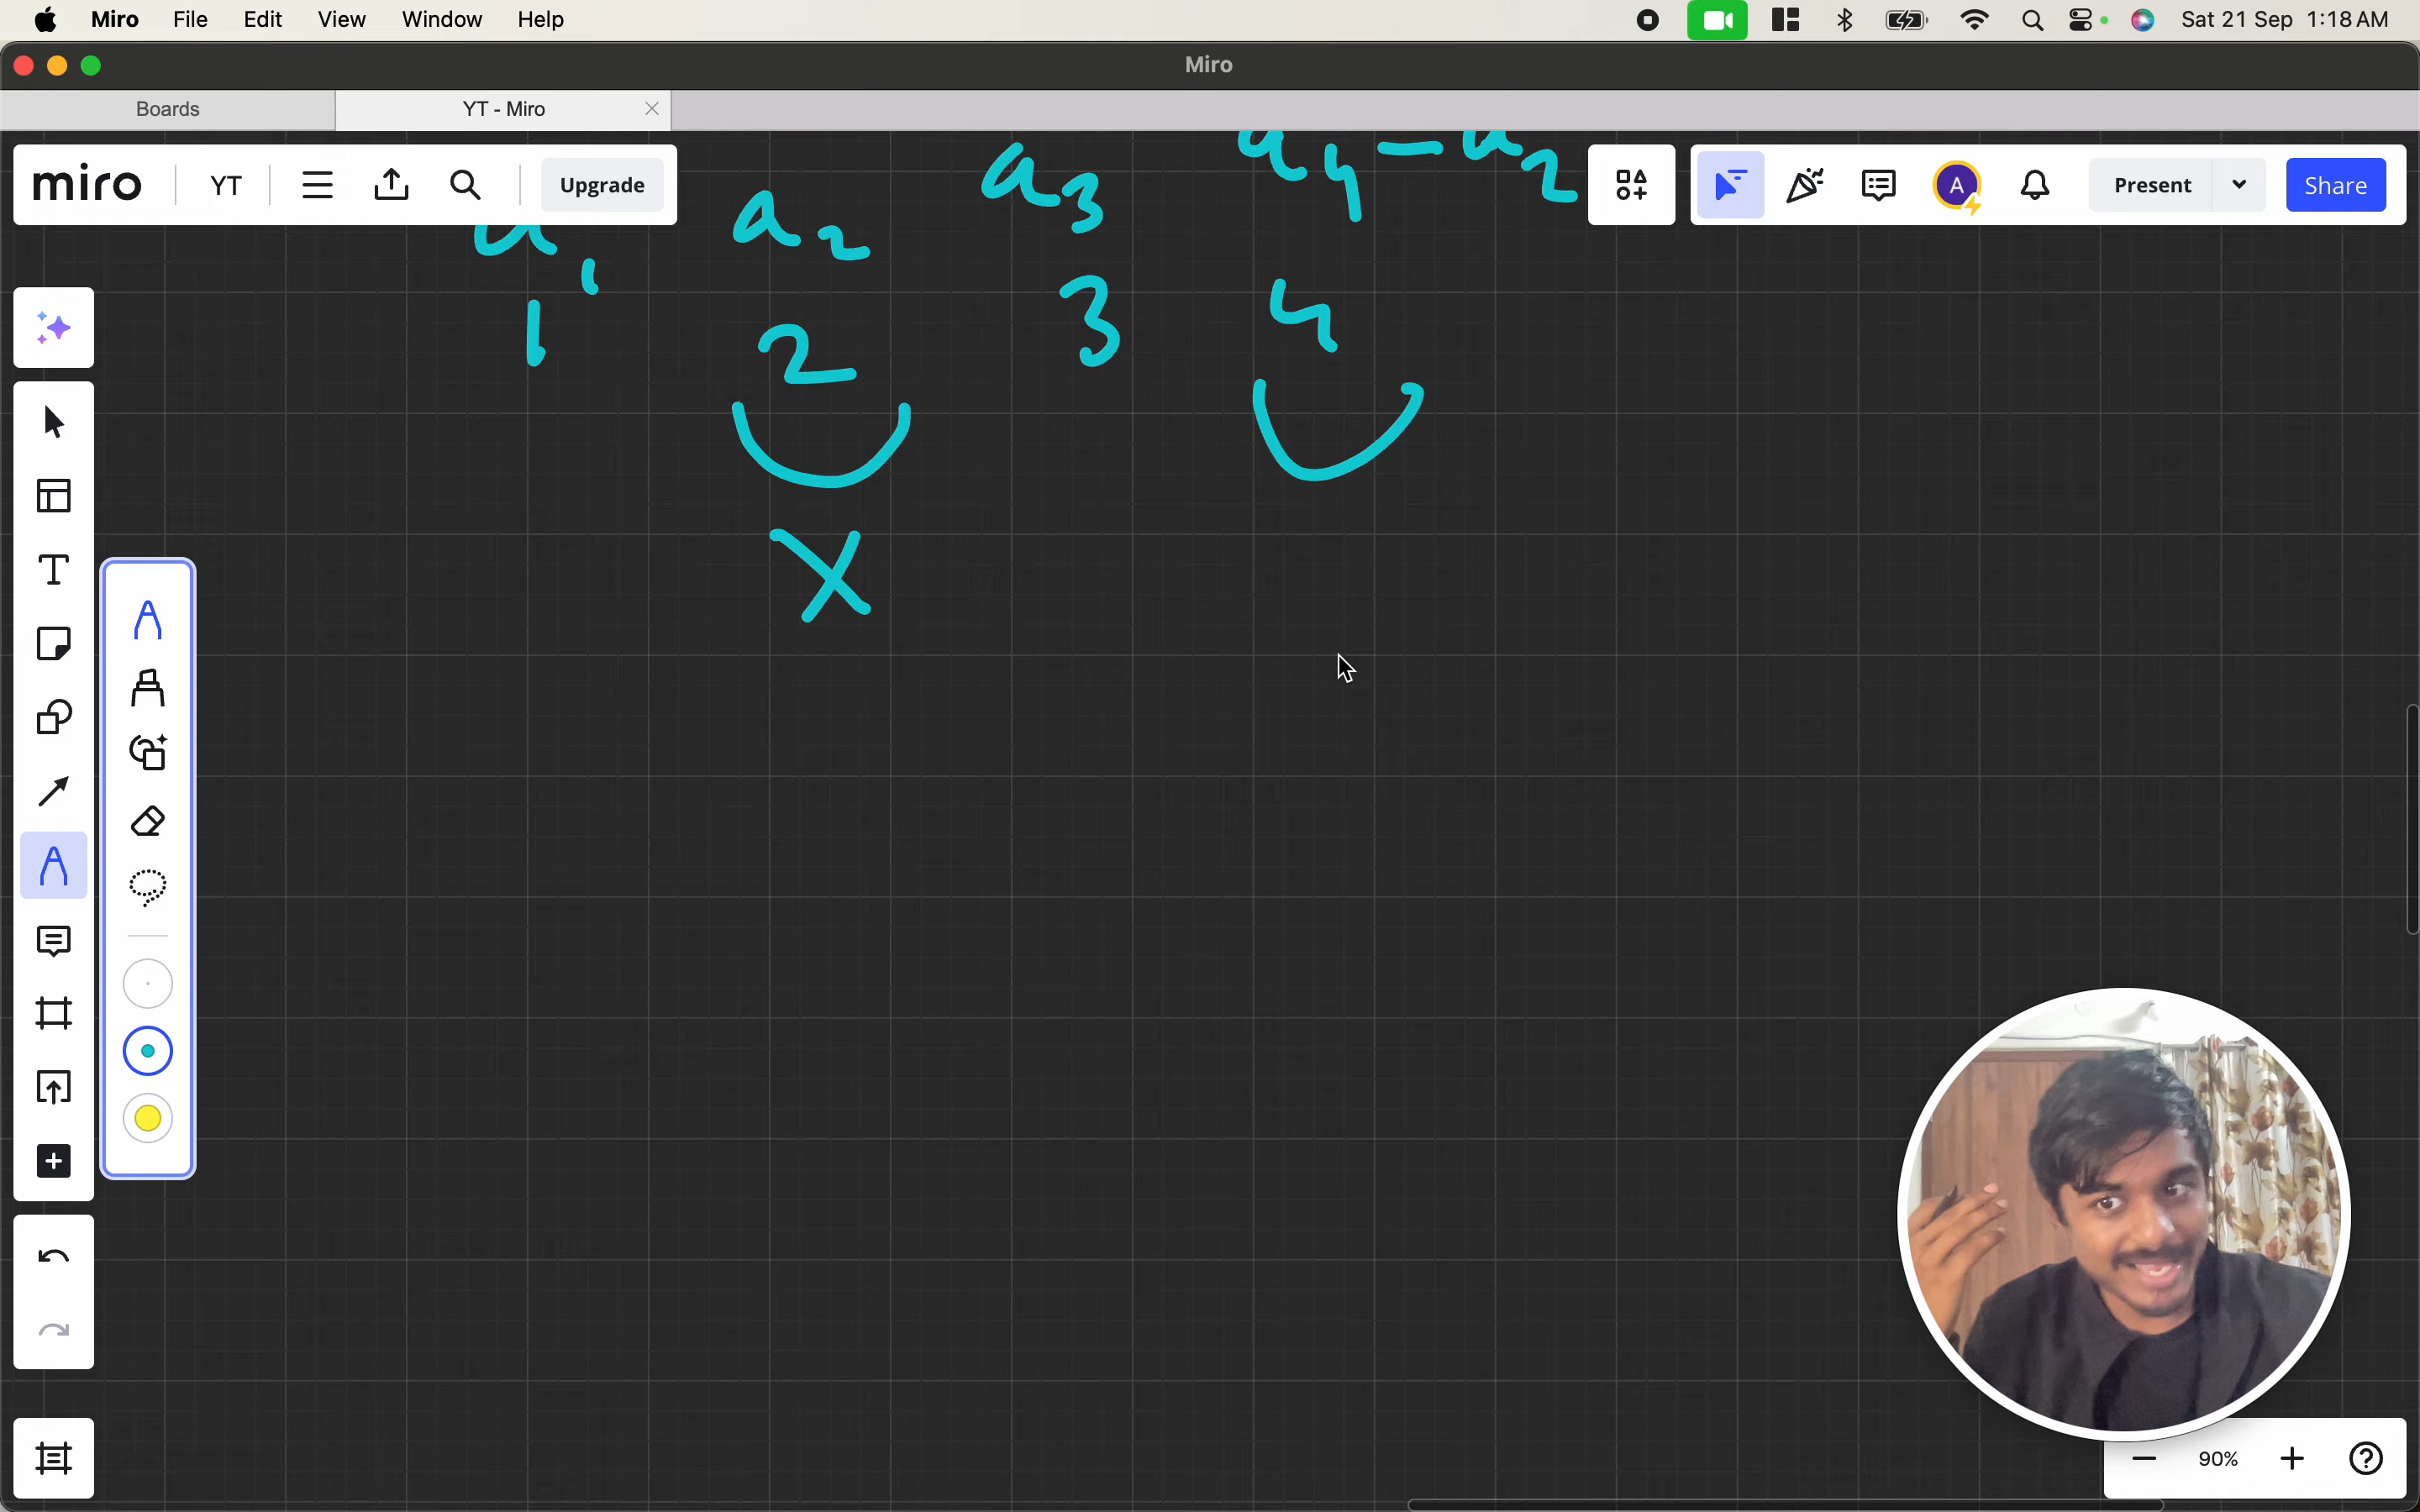 Miro File Edit View Window Help Sat 21 Sep 1:18 AM
Miro
Boards YT - Miro
miro YT Upgrade Present Share
A
a1 a2 a3 a4 - a2
1 2 3 4
x
T
90%